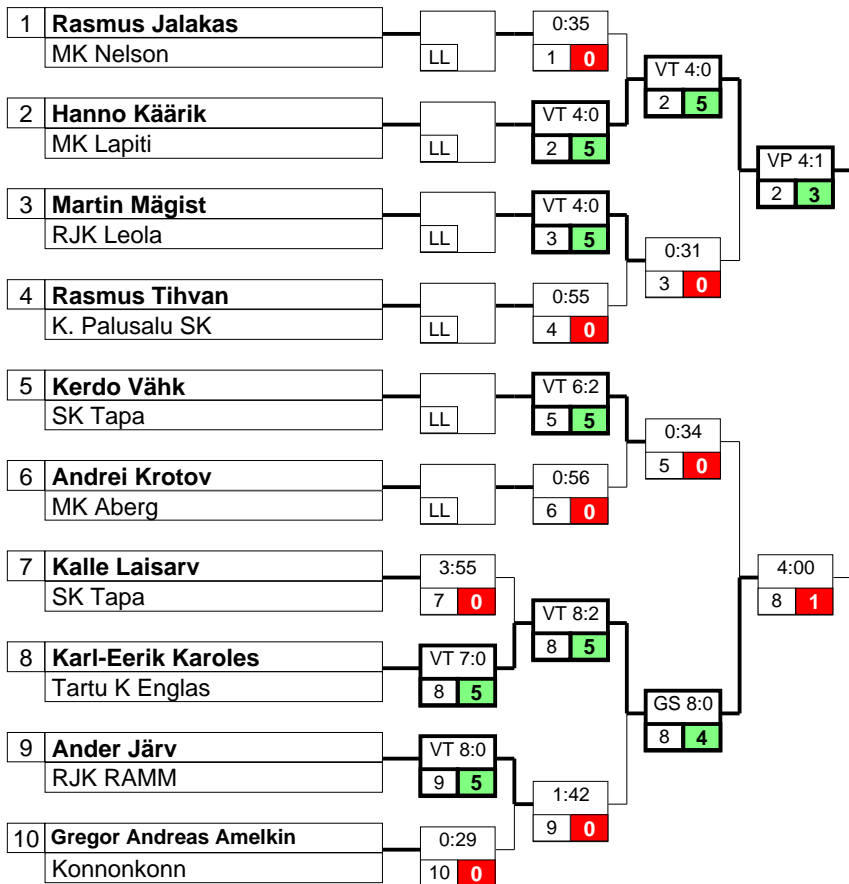 1 Rasmus Jalakas
MK Nelson
LL
0:35
1 0
VT 4:0
2 5
2 Hanno Käärik
MK Lapiti
LL
VT 4:0
2 5
VP 4:1
2 3
3 Martin Mägist
RJK Leola
LL
VT 4:0
3 5
0:31
3 0
4 Rasmus Tihvan
K. Palusalu SK
LL
0:55
4 0
5 Kerdo Vähk
SK Tapa
LL
VT 6:2
5 5
0:34
5 0
6 Andrei Krotov
MK Aberg
LL
0:56
6 0
7 Kalle Laisarv
SK Tapa
3:55
7 0
VT 8:2
8 5
4:00
8 1
8 Karl-Eerik Karoles
Tartu K Englas
VT 7:0
8 5
GS 8:0
8 4
9 Ander Järv
RJK RAMM
VT 8:0
9 5
1:42
9 0
10 Gregor Andreas Amelkin
Konnonkonn
0:29
10 0